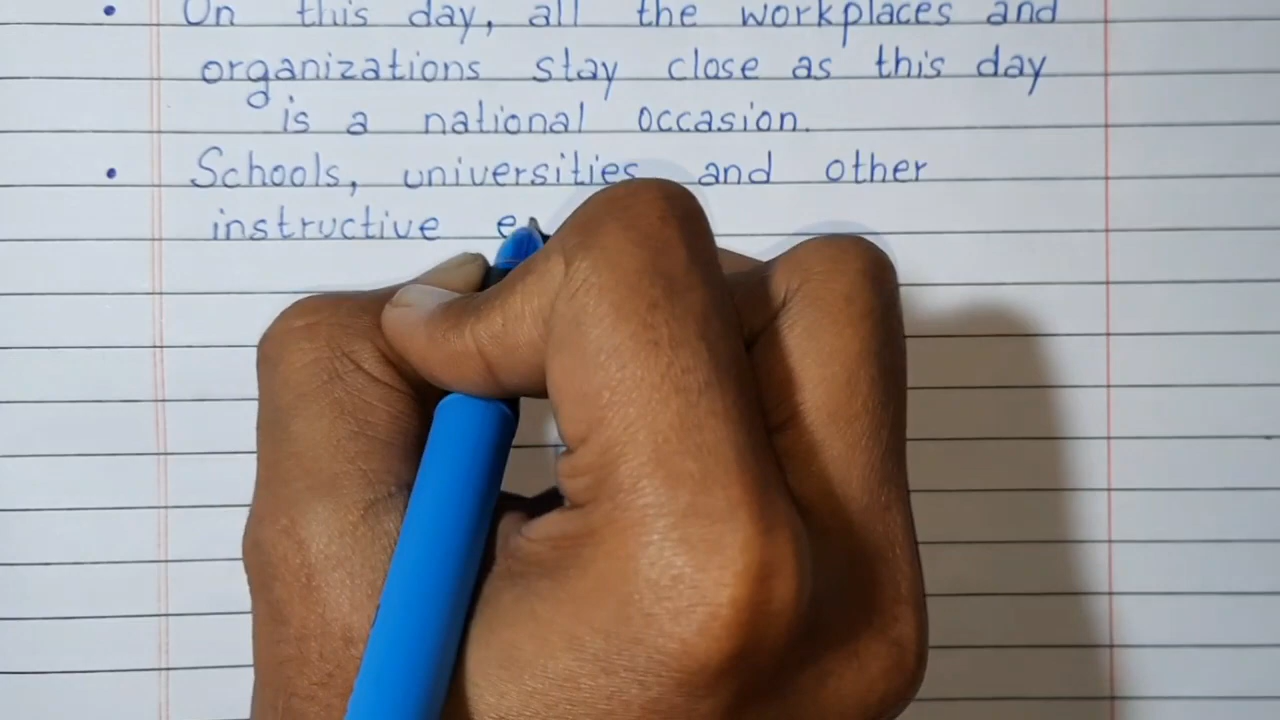 On this day, all the workplaces and
organizations stay close as this day
is a national occasion.
Schools, universities and other
instructive e